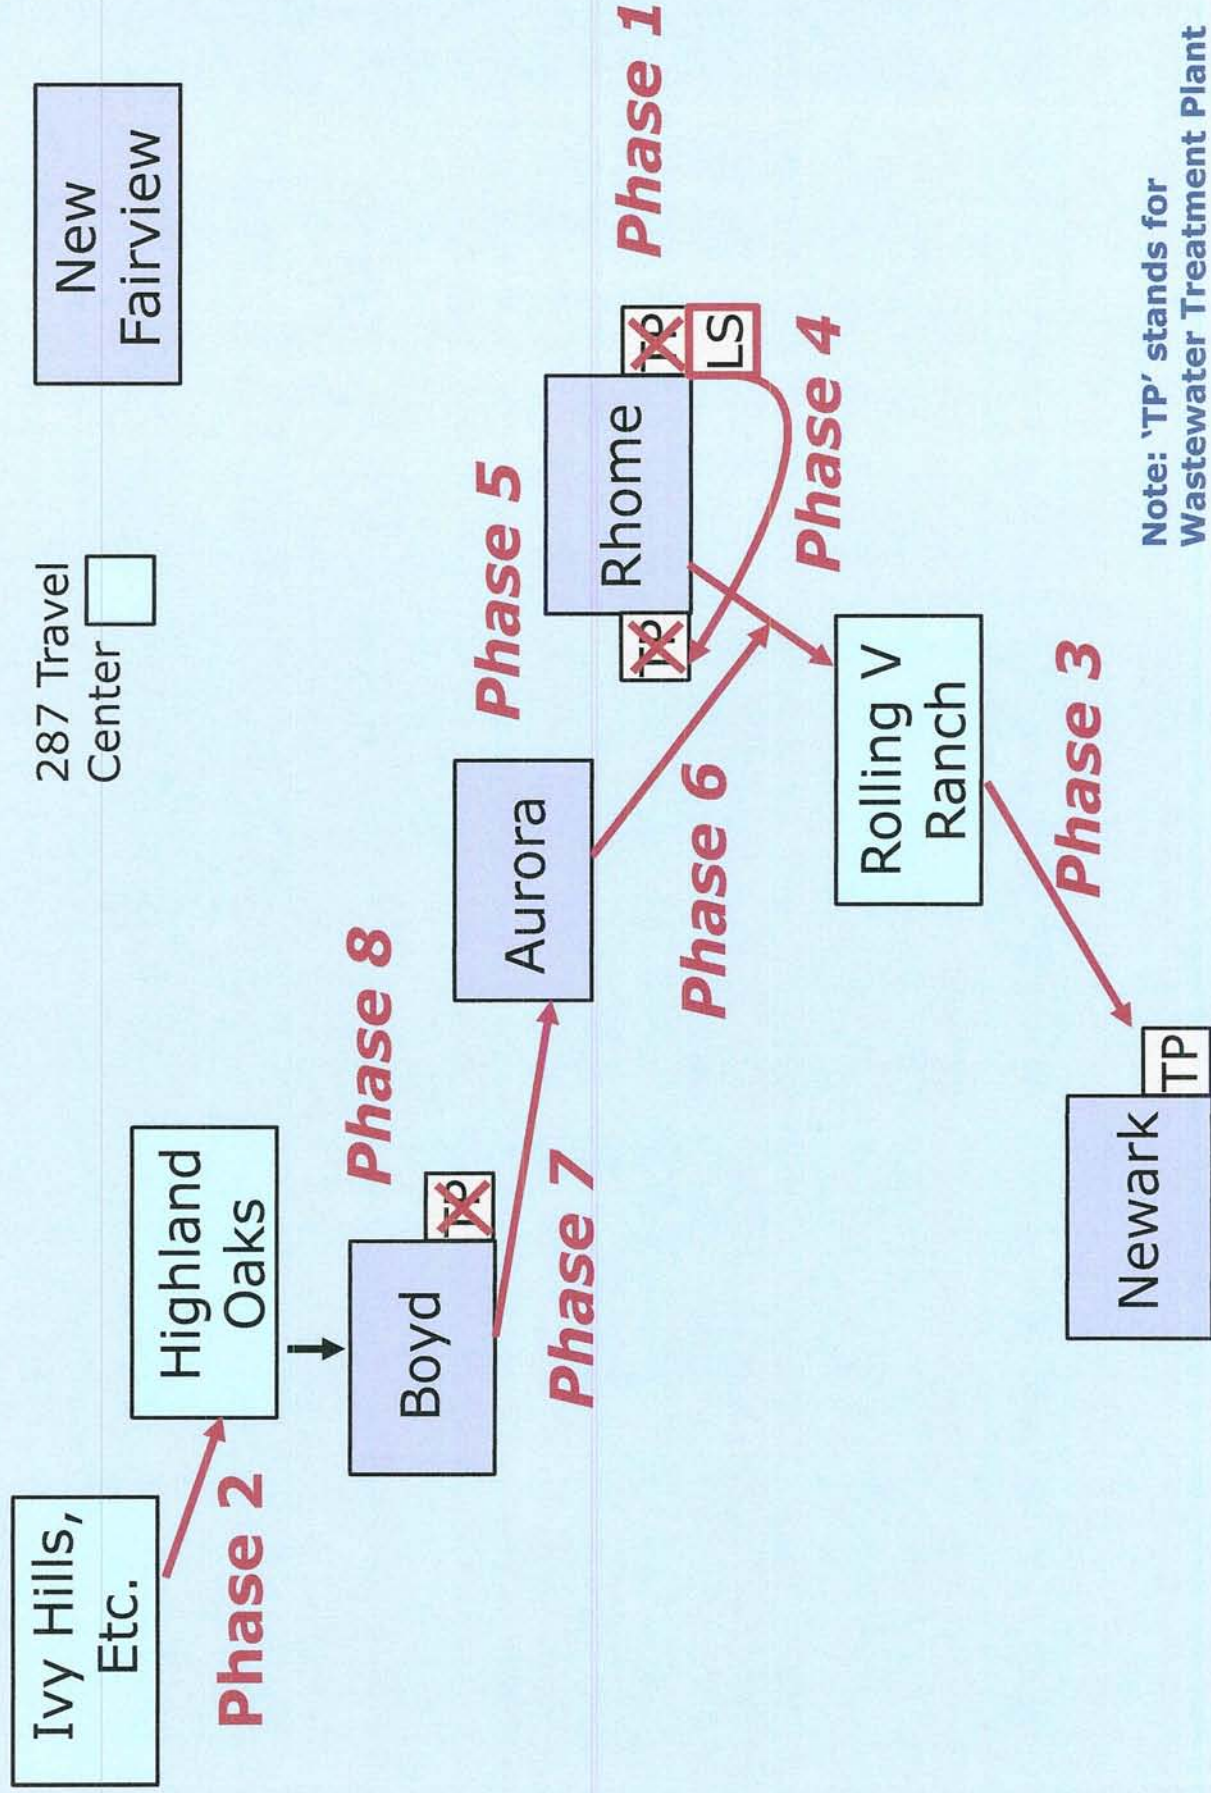 Ivy Hills,
Etc.
Phase 2
Highland
Oaks
287 Travel
Center
New
Fairview
Boyd
TP
Phase 8
Phase 7
Aurora
Phase 5
Phase 6
Rhome
TP
TP
LS
Phase 1
Phase 4
Rolling V
Ranch
Phase 3
Newark
TP
Note: ‘TP’ stands for
Wastewater Treatment Plant